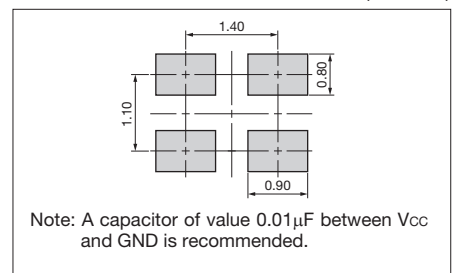 1.40
0.80
1.10
0.90
Note: A capacitor of value 0.01μF between Vcc
and GND is recommended.